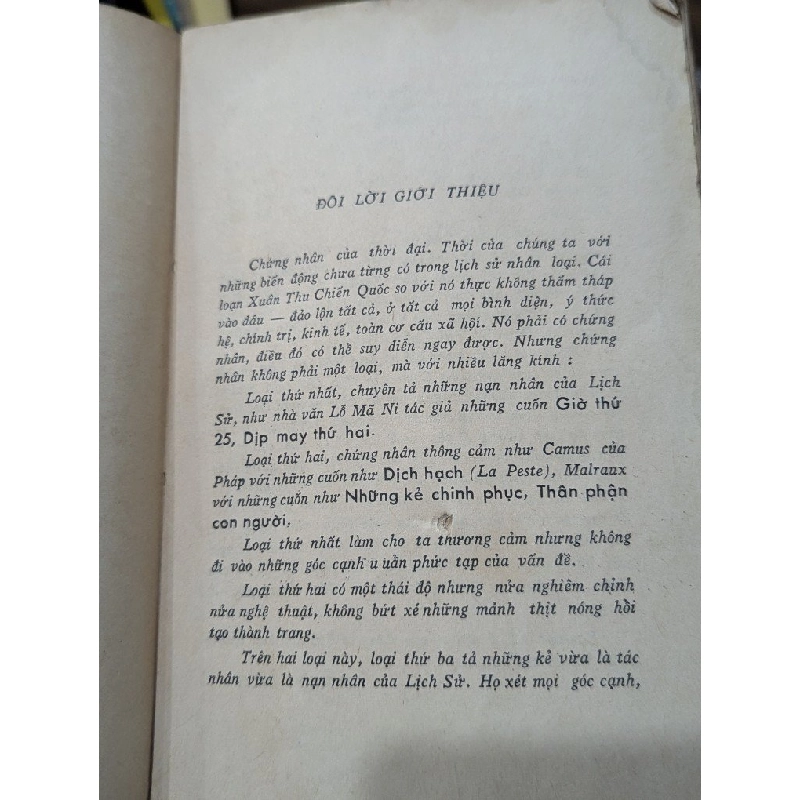 ĐÔI LỜI GIỚI THIỆU
Chứng nhân của thời đại. Thời của chúng ta với
những biến động chưa từng có trong lịch sử nhân loại. Cái
loạn Xuân Thu Chiến Quốc so với nó thực không thấm tháp
vào đâu — đảo lộn tất cả, ở tất cả mọi bình diện, ý thức
hệ, chính trị, kinh tế, toàn cơ cấu xã hội. Nó phải có chứng
nhân, điều đó có thể suy diễn ngay được. Nhưng chứng
nhân không phải một loại, mà với nhiều lăng kính :
Loại thứ nhất, chuyên tả những nạn nhân của Lịch
Sử, như nhà văn Lỗ Mã Ni tác giả những cuốn Giờ thứ
25, Dịp may thứ hai.
Loại thứ hai, chứng nhân thông cảm như Camus của
Pháp với những cuốn như Dịch hạch (La Peste), Malraux
với những cuốn như Những kẻ chinh phục, Thân phận
con người.
Loại thứ nhất làm cho ta thương cảm nhưng không
đi vào những góc cạnh u uẩn phức tạp của vấn đề.
Loại thứ hai có một thái độ nhưng nửa nghiêm chỉnh
nửa nghệ thuật, không bứt xé những mảnh thịt nóng hồi
tạo thành trang.
Trên hai loại này, loại thứ ba tả những kẻ vừa là tác
nhân vừa là nạn nhân của Lịch Sử. Họ xét mọi góc cạnh,